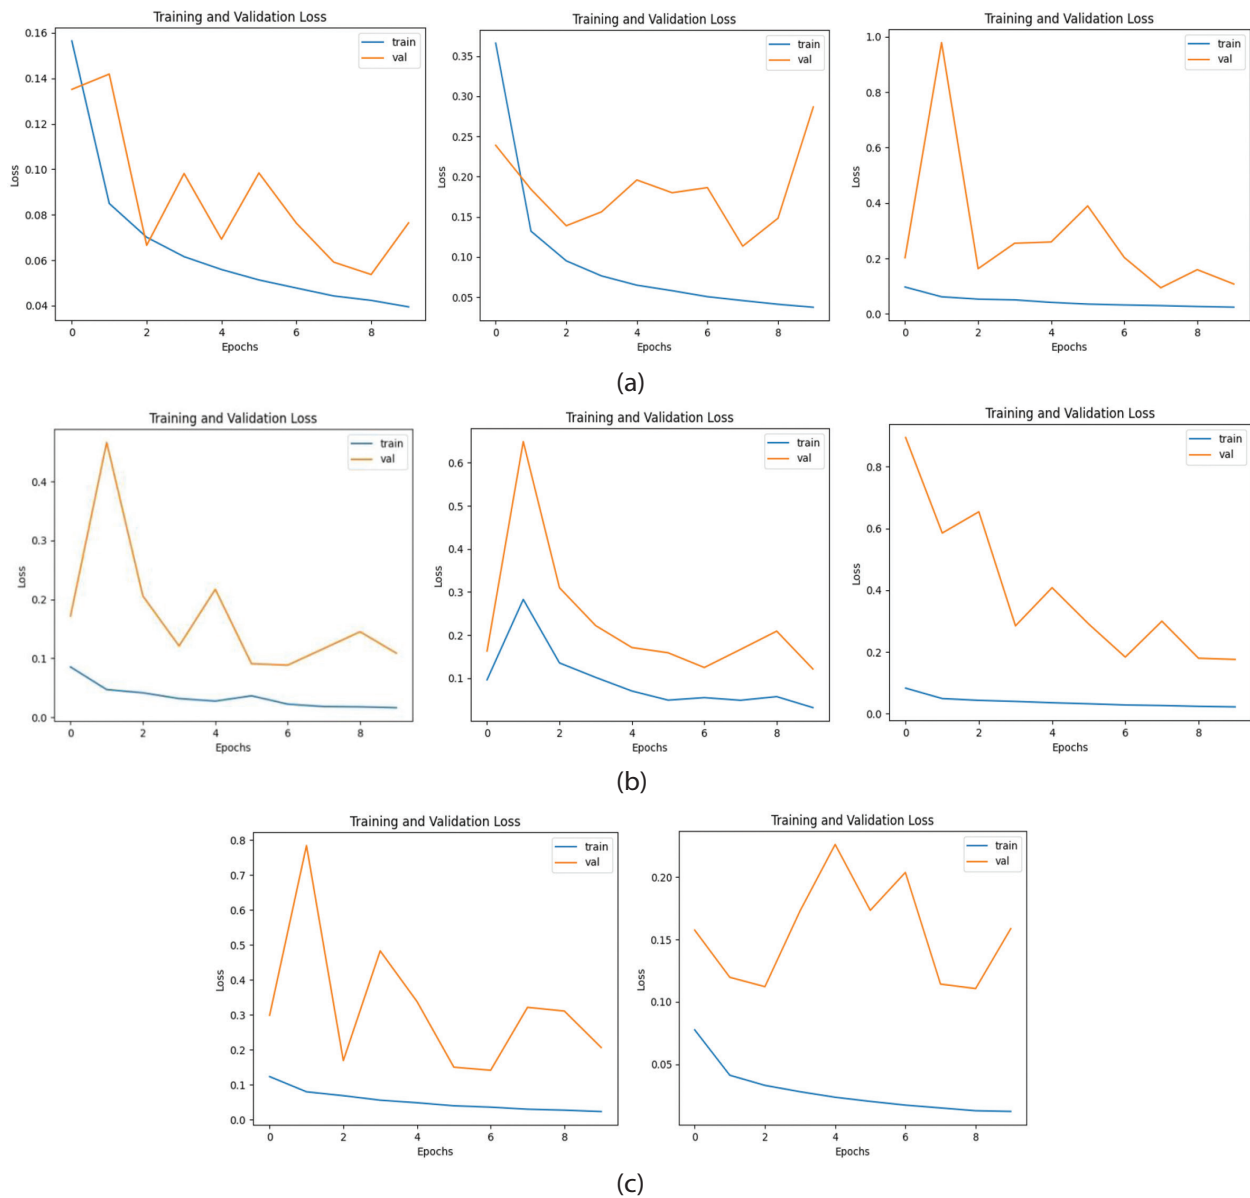 Training and Validation Loss
train
val
0.16
0.14
0.12
0.10
0.08
0.06
0.04
Loss
0 2 4 6 8
Epochs
Training and Validation Loss
train
val
0.35
0.30
0.25
0.20
0.15
0.10
0.05
Loss
0 2 4 6 8
Epochs
Training and Validation Loss
train
val
1.0
0.8
0.6
0.4
0.2
0.0
Loss
0 2 4 6 8
Epochs
(a)
Training and Validation Loss
train
val
0.4
0.3
0.2
0.1
0.0
Loss
0 2 4 6 8
Epochs
Training and Validation Loss
train
val
0.6
0.5
0.4
0.3
0.2
0.1
Loss
0 2 4 6 8
Epochs
Training and Validation Loss
train
val
0.8
0.6
0.4
0.2
0.0
Loss
0 2 4 6 8
Epochs
(b)
Training and Validation Loss
train
val
0.8
0.7
0.6
0.5
0.4
0.3
0.2
0.1
0.0
Loss
0 2 4 6 8
Epochs
Training and Validation Loss
train
val
0.20
0.15
0.10
0.05
Loss
0 2 4 6 8
Epochs
(c)